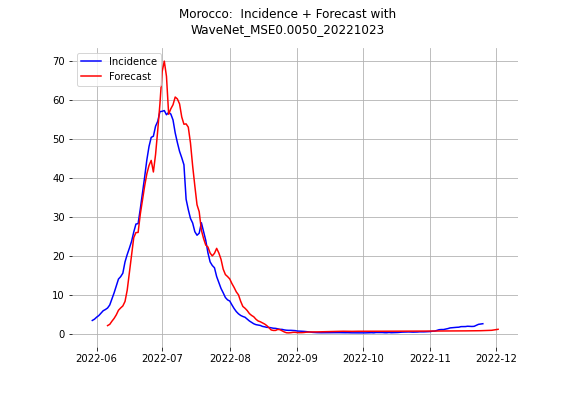 Morocco:  Incidence + Forecast with
WaveNet_MSE0.0050_20221023
Incidence
Forecast
70
60
50
40
30
20
10
0
2022-06 2022-07 2022-08 2022-09 2022-10 2022-11 2022-12